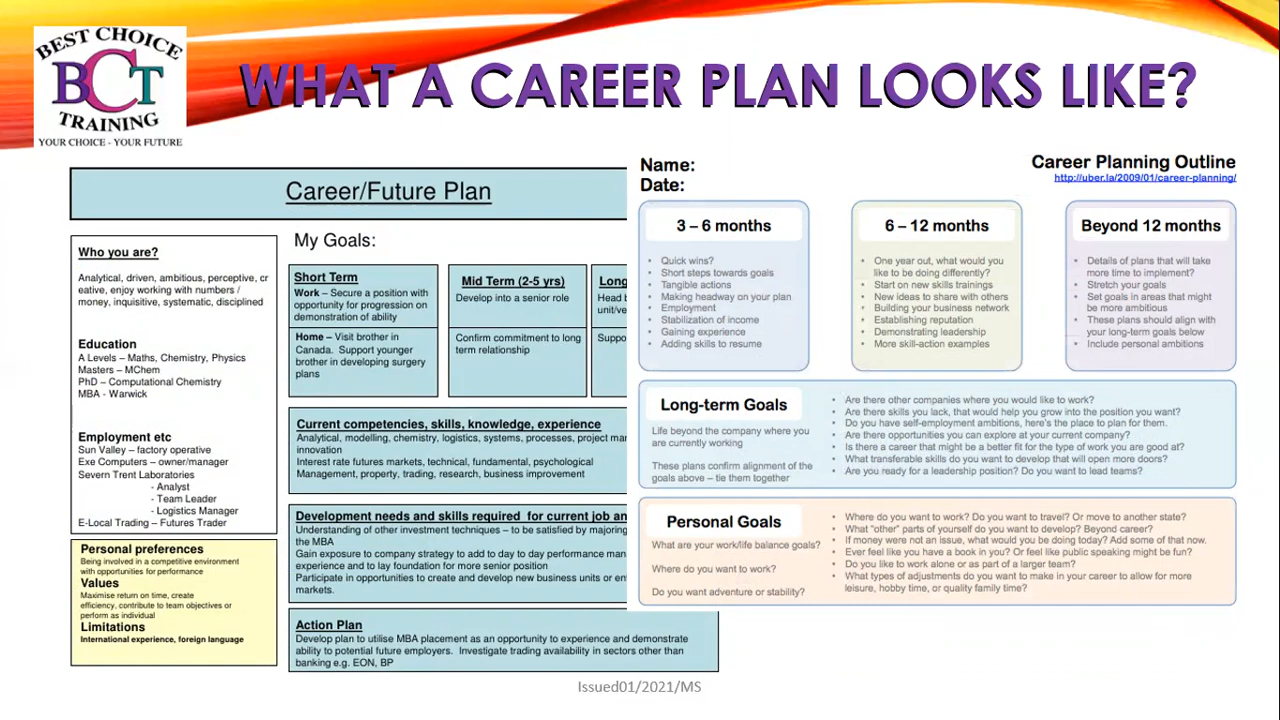 BEST CHOICE
BCT
TRAINING
YOUR CHOICE - YOUR FUTURE
WHAT A CAREER PLAN LOOKS LIKE?
Career/Future Plan
Who you are?
Analytical, driven, ambitious, perceptive, cr
eative, enjoy working with numbers /
money, inquisitive, systematic, disciplined
Education
A Levels – Maths, Chemistry, Physics
Masters – MChem
PhD – Computational Chemistry
MBA - Warwick
Employment etc
Sun Valley – factory operative
Exe Computers – owner/manager
Severn Trent Laboratories
- Analyst
- Team Leader
- Logistics Manager
E-Local Trading – Futures Trader
Personal preferences
Being involved in a competitive environment
with opportunities for performance
Values
Maximise return on time, create
efficiency, contribute to team objectives or
perform as individual
Limitations
International experience, foreign language
My Goals:
Short Term
Work – Secure a position with
opportunity for progression on
demonstration of ability
Home – Visit brother in
Canada. Support younger
brother in developing surgery
plans
Mid Term (2-5 yrs)
Develop into a senior role
Confirm commitment to long
term relationship
Long
Head b
unit/ve
Suppo
Current competencies, skills, knowledge, experience
Analytical, modelling, chemistry, logistics, systems, processes, project mar
innovation
Interest rate futures markets, technical, fundamental, psychological
Management, property, trading, research, business improvement
Development needs and skills required for current job an
Understanding of other investment techniques – to be satisfied by majoring
the MBA
Gain exposure to company strategy to add to day to day performance man
experience and to lay foundation for more senior position
Participate in opportunities to create and develop new business units or en
markets.
Action Plan
Develop plan to utilise MBA placement as an opportunity to experience and demonstrate
ability to potential future employers. Investigate trading availability in sectors other than
banking e.g. EON, BP
Name:
Date:
Career Planning Outline
http://uber.la/2009/01/career-planning/
3 – 6 months
• Quick wins?
• Short steps towards goals
• Tangible actions
• Making headway on your plan
• Employment
• Stabilization of income
• Gaining experience
• Adding skills to resume
6 – 12 months
• One year out, what would you
like to be doing differently?
• Start on new skills trainings
• New ideas to share with others
• Building your business network
• Establishing reputation
• Demonstrating leadership
• More skill-action examples
Beyond 12 months
• Details of plans that will take
more time to implement?
• Stretch your goals
• Set goals in areas that might
be more ambitious
• These plans should align with
your long-term goals below
• Include personal ambitions
Long-term Goals
Life beyond the company where you
are currently working
These plans confirm alignment of the
goals above – tie them together
• Are there other companies where you would like to work?
• Are there skills you lack, that would help you grow into the position you want?
• Do you have self-employment ambitions, here's the place to plan for them.
• Are there opportunities you can explore at your current company?
• Is there a career that might be a better fit for the type of work you are good at?
• What transferable skills do you want to develop that will open more doors?
• Are you ready for a leadership position? Do you want to lead teams?
Personal Goals
What are your work/life balance goals?
Where do you want to work?
Do you want adventure or stability?
• Where do you want to work? Do you want to travel? Or move to another state?
• What "other" parts of yourself do you want to develop? Beyond career?
• If money were not an issue, what would you be doing today? Add some of that now.
• Ever feel like you have a book in you? Or feel like public speaking might be fun?
• Do you like to work alone or as part of a larger team?
• What types of adjustments do you want to make in your career to allow for more
leisure, hobby time, or quality family time?
Issued01/2021/MS